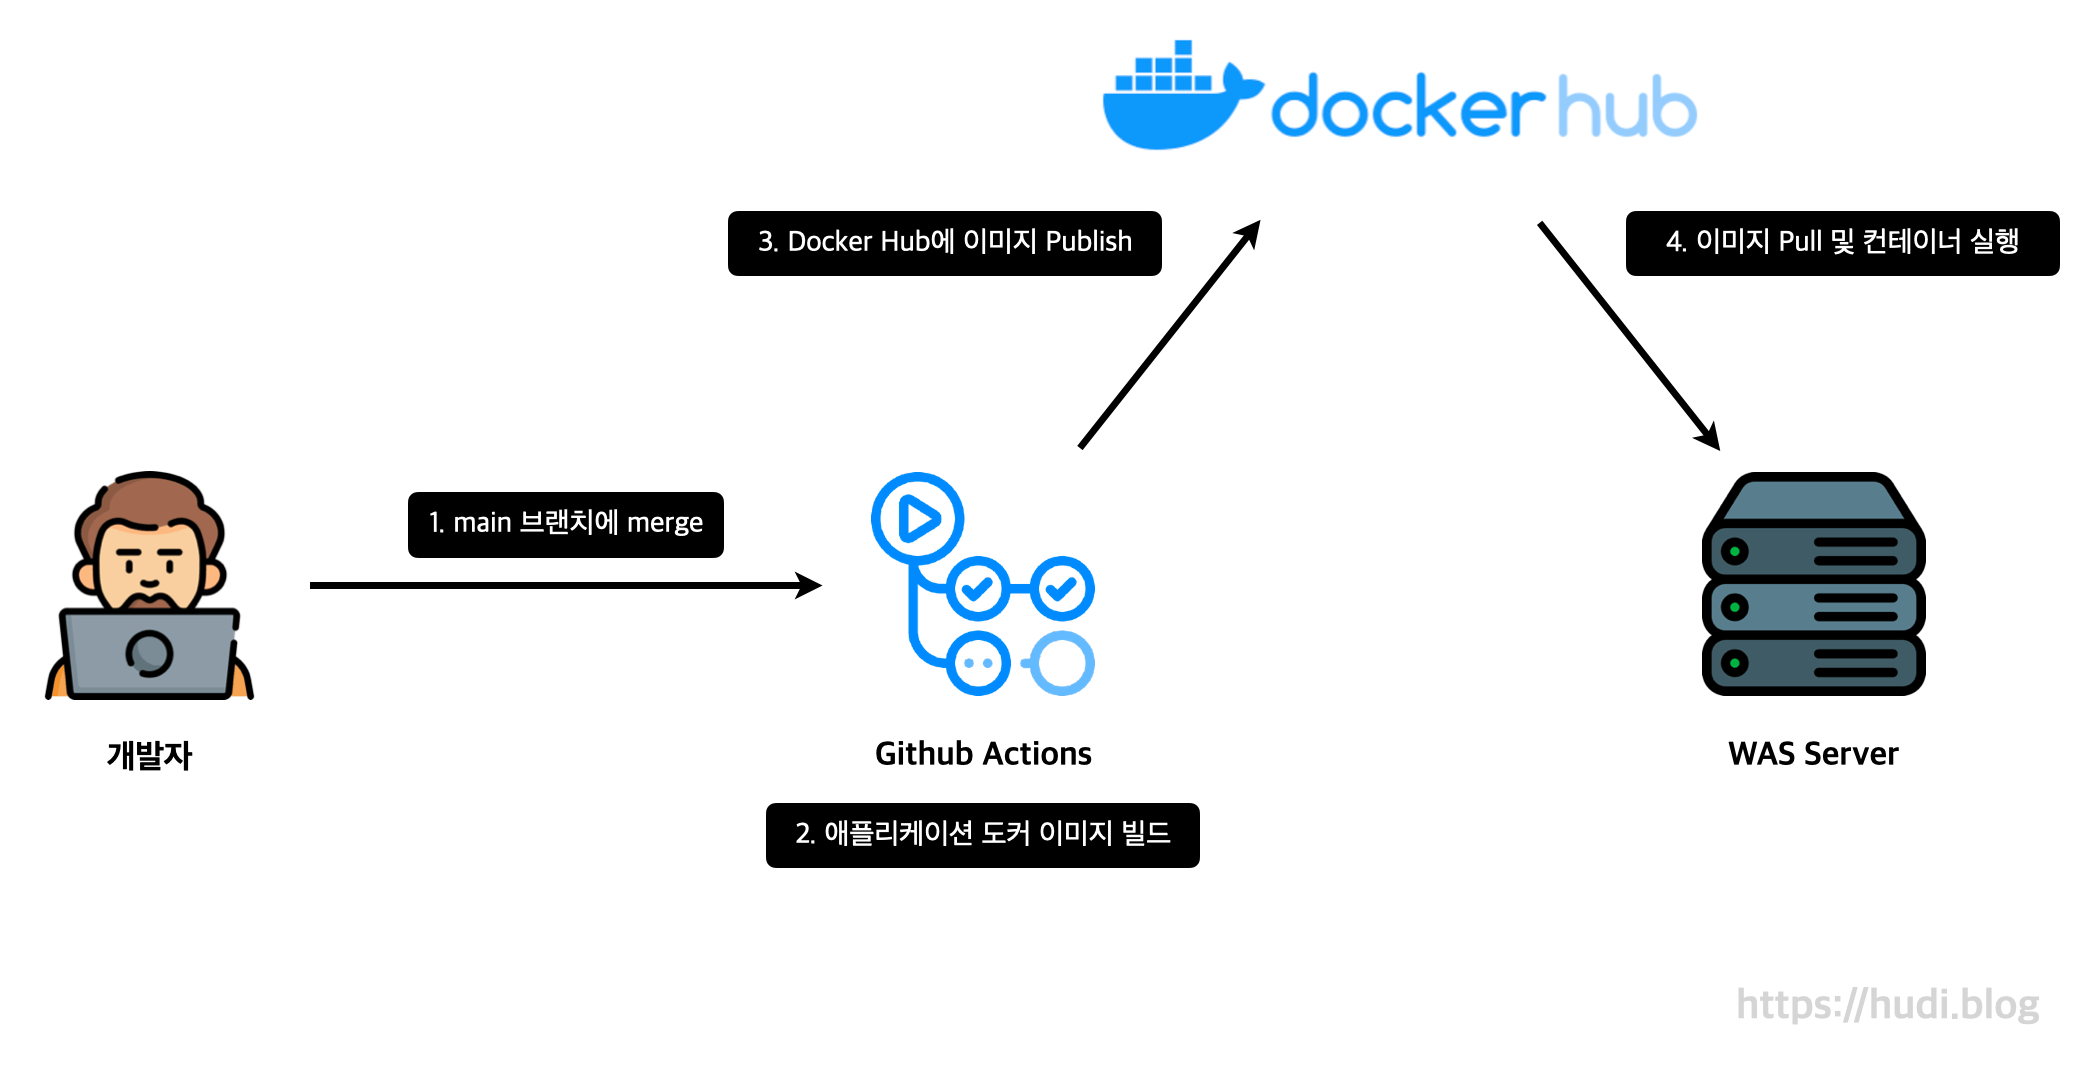 docker hub
3. Docker Hub에 이미지 Publish
4. 이미지 Pull 및 컨테이너 실행
1. main 브랜치에 merge
개발자
Github Actions
WAS Server
2. 애플리케이션 도커 이미지 빌드
https://hudi.blog